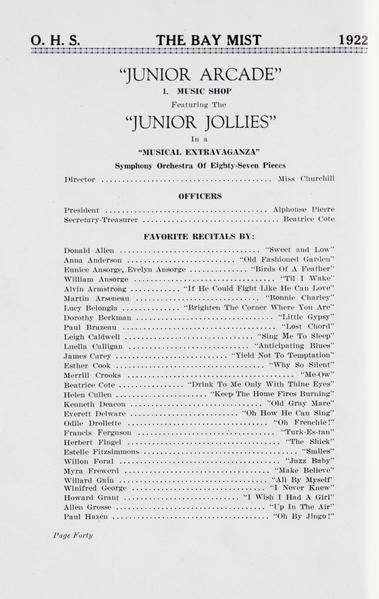 O. H. S. THE BAY MIST 1922
"JUNIOR ARCADE"
1. MUSIC SHOP
Featuring The
"JUNIOR JOLLIES"
In a
"MUSICAL EXTRAVAGANZA"
Symphony Orchestra Of Eighty-Seven Pieces
Director ........ Miss Churchill
OFFICERS
President ........ Alphonse Pierre
Secretary-Treasurer ........ Beatrice Cote
FAVORITE RECITALS BY:
Donald Allen ........ "Sweet and Low"
Anna Anderson ........ "Old Fashionel Garden"
Eunice Ansorge, Evelyn Ansorge ........ "Birds Of A Feather"
William Ansorge ........ "Til I Wake"
Alvin Armstrong ........ "If He Could Fight Like He Can Love"
Martin Arseneau ........ "Bonnie Charley"
Lucy Belongia ........ "Brighten The Corner Where You Are"
Dorothy Berkman ........ "Little Gypsy"
Paul Brazeau ........ "Lost Chord"
Leigh Caldwell ........ "Sing Me To Sleep"
Luella Calligan ........ "Anticipating Blues"
James Carey ........ "Yield Not To Temptation"
Esther Cook ........ "Why So Silent"
Merrill Crooks ........ "Me-Ow"
Beatrice Cote ........ "Drink To Me Only With Thine Eyes"
Helen Cullen ........ "Keep The Home Fires Burning"
Kenneth Deacon ........ "Old Gray Mare"
Everett Delware ........ "Oh How He Can Sing"
Odile Drollette ........ "Oh Frenchie!"
Francis Ferguson ........ "Turk-Es-tan"
Herbert Flugel ........ "The Shiek"
Estelle Fitzsimmons ........ "Smiles"
Willon Foral ........ "Jazz Baby"
Myra Frewerd ........ "Make Believe"
Willard Gain ........ "All By Myself'
Winifred George ........ "I Never Knew"
Howard Grant ........ "I Wish I Had A Girl"
Allen Grosse ........ "Up In The Air"
Paul Hazen ........ "Oh By Jingo!"
Page Forty